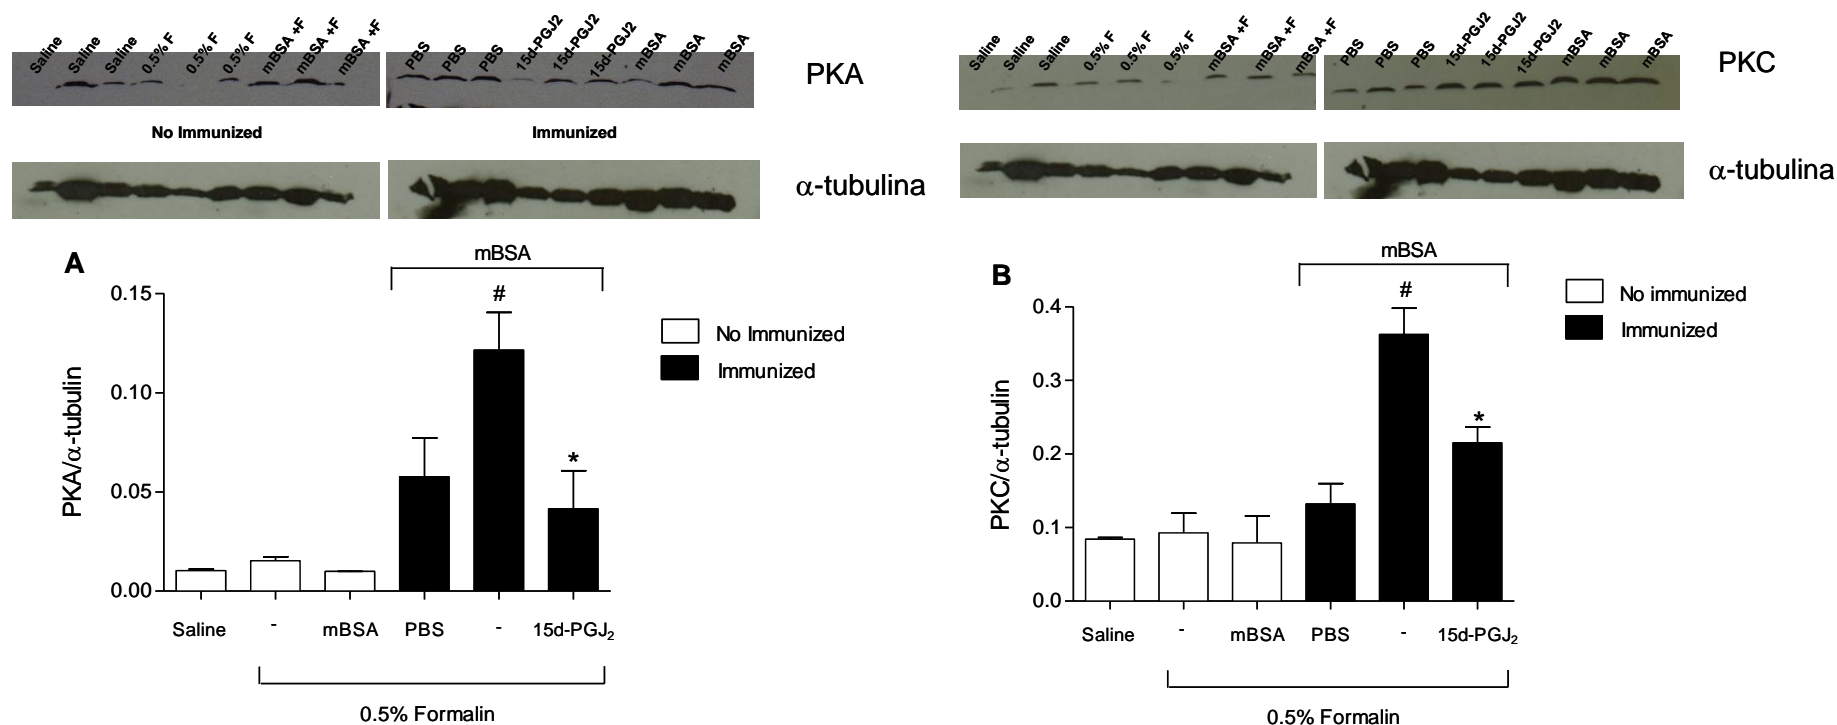 Saline Saline Saline 0.5% F 0.5% F 0.5% F mBSA +F mBSA +F mBSA +F PBS PBS PBS 15d-PGJ2 15d-PGJ2 15d-PGJ2 mBSA mBSA mBSA
PKA
No Immunized Immunized
α-tubulina
Saline Saline Saline 0.5% F 0.5% F 0.5% F mBSA +F mBSA +F mBSA +F PBS PBS PBS 15d-PGJ2 15d-PGJ2 15d-PGJ2 mBSA mBSA mBSA
PKC
α-tubulina
A
mBSA
#
*
0.15
0.10
0.05
0.00
PKA/α-tubulin
No Immunized
Immunized
Saline - mBSA PBS - 15d-PGJ₂
0.5% Formalin
B
mBSA
#
*
0.4
0.3
0.2
0.1
0.0
PKC/α-tubulin
No immunized
Immunized
Saline - mBSA PBS - 15d-PGJ₂
0.5% Formalin